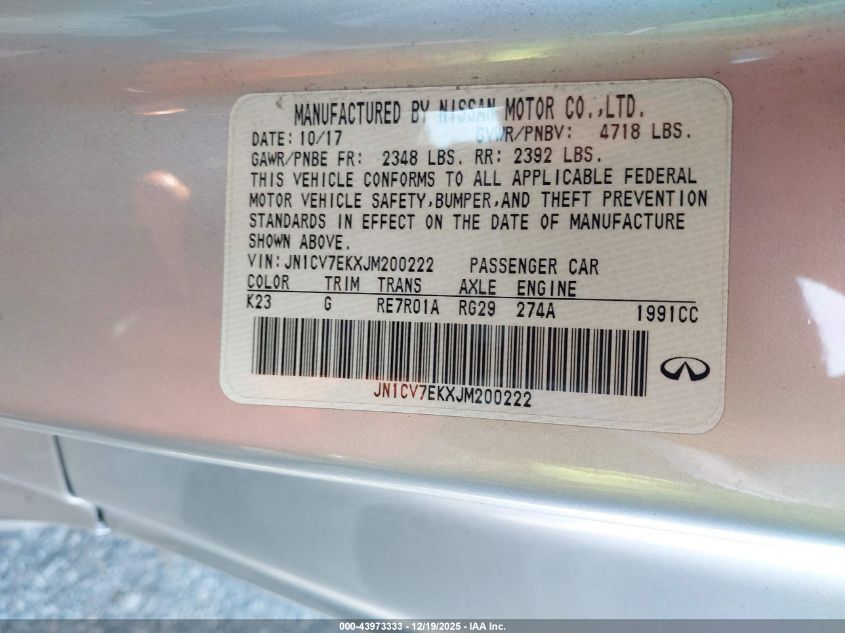 MANUFACTURED BY NISSAN MOTOR CO.,LTD.
DATE: 10/17 GVWR/PNBV: 4718 LBS.
GAWR/PNBE FR: 2348 LBS. RR: 2392 LBS.
THIS VEHICLE CONFORMS TO ALL APPLICABLE FEDERAL
MOTOR VEHICLE SAFETY,BUMPER,AND THEFT PREVENTION
STANDARDS IN EFFECT ON THE DATE OF MANUFACTURE
SHOWN ABOVE.
VIN:JN1CV7EKXJM200222 PASSENGER CAR
COLOR TRIM TRANS AXLE ENGINE
K23 G RE7R01A RG29 274A 1991CC
JN1CV7EKXJM200222
000-43973333 - 12/19/2025 - IAA Inc.